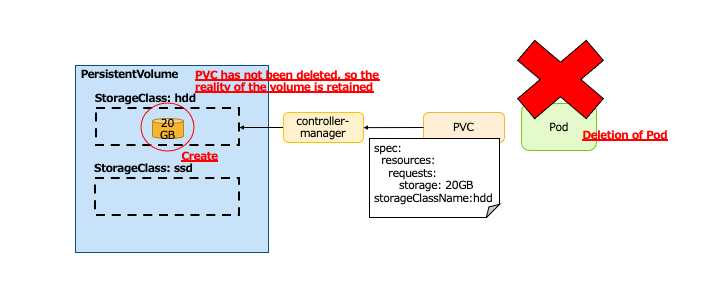 PersistentVolume
PVC has not been deleted, so the
reality of the volume is retained
StorageClass: hdd
20
GB
Create
StorageClass: ssd
controller-
manager
PVC
Pod
Deletion of Pod
spec:
resources:
requests:
storage: 20GB
storageClassName:hdd